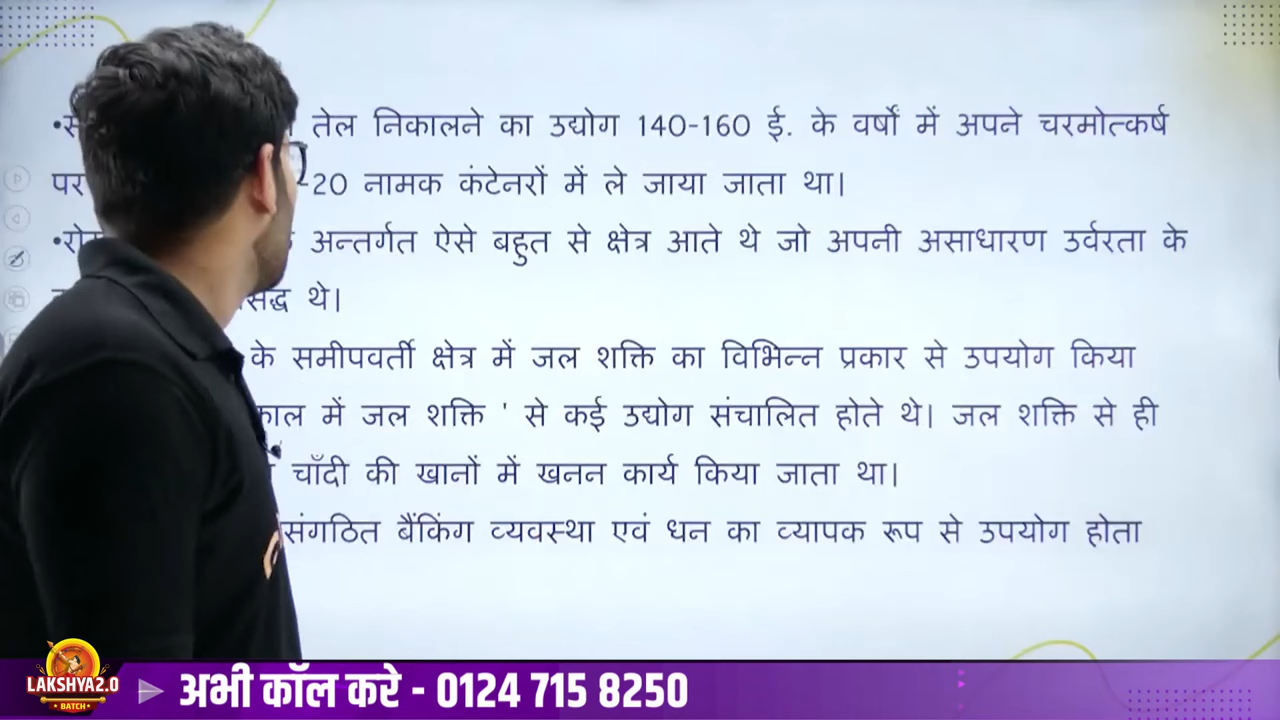 तेल निकालने का उद्योग 140-160 ई. के वर्षों में अपने चरमोत्कर्ष
पर -20 नामक कंटेनरों में ले जाया जाता था।
अन्तर्गत ऐसे बहुत से क्षेत्र आते थे जो अपनी असाधारण उर्वरता के
थे।
के समीपवर्ती क्षेत्र में जल शक्ति का विभिन्न प्रकार से उपयोग किया
में जल शक्ति ' से कई उद्योग संचालित होते थे। जल शक्ति से ही
चाँदी की खानों में खनन कार्य किया जाता था।
संगठित बैंकिंग व्यवस्था एवं धन का व्यापक रूप से उपयोग होता
LAKSHYA2.0
BATCH
अभी कॉल करे - 0124 715 8250